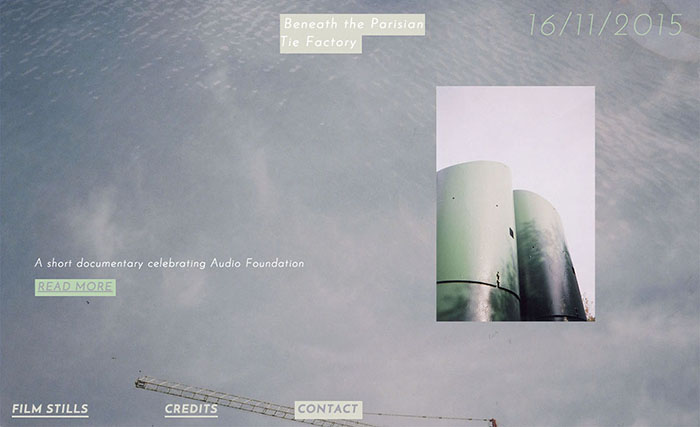 Beneath the Parisian
Tie Factory
16/11/2015
A short documentary celebrating Audio Foundation
READ MORE
FILM STILLS
CREDITS
CONTACT